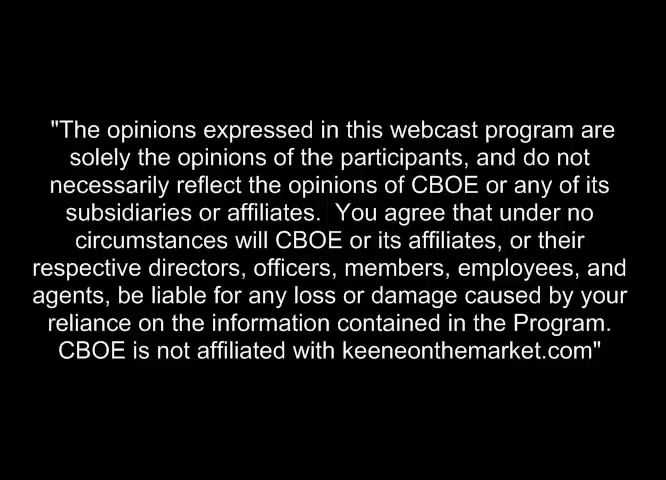 "The opinions expressed in this webcast program are
solely the opinions of the participants, and do not
necessarily reflect the opinions of CBOE or any of its
subsidiaries or affiliates.  You agree that under no
circumstances will CBOE or its affiliates, or their
respective directors, officers, members, employees, and
agents, be liable for any loss or damage caused by your
reliance on the information contained in the Program.
CBOE is not affiliated with keeneonthemarket.com"